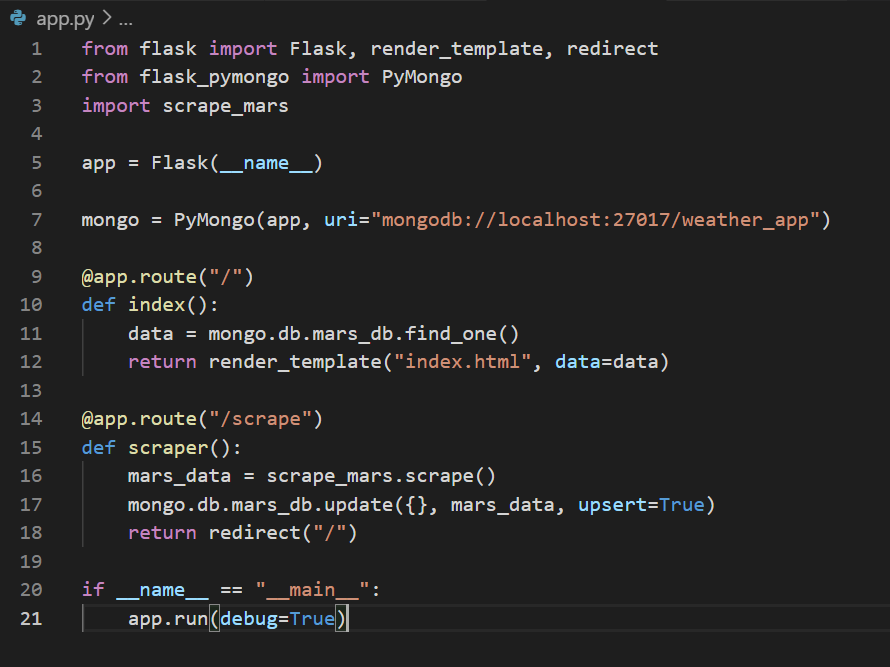 app.py > ...
1 from flask import Flask, render_template, redirect
2 from flask_pymongo import PyMongo
3 import scrape_mars
4
5 app = Flask(__name__)
6
7 mongo = PyMongo(app, uri="mongodb://localhost:27017/weather_app")
8
9 @app.route("/")
10 def index():
11     data = mongo.db.mars_db.find_one()
12     return render_template("index.html", data=data)
13
14 @app.route("/scrape")
15 def scraper():
16     mars_data = scrape_mars.scrape()
17     mongo.db.mars_db.update({}, mars_data, upsert=True)
18     return redirect("/")
19
20 if __name__ == "__main__":
21     app.run(debug=True)